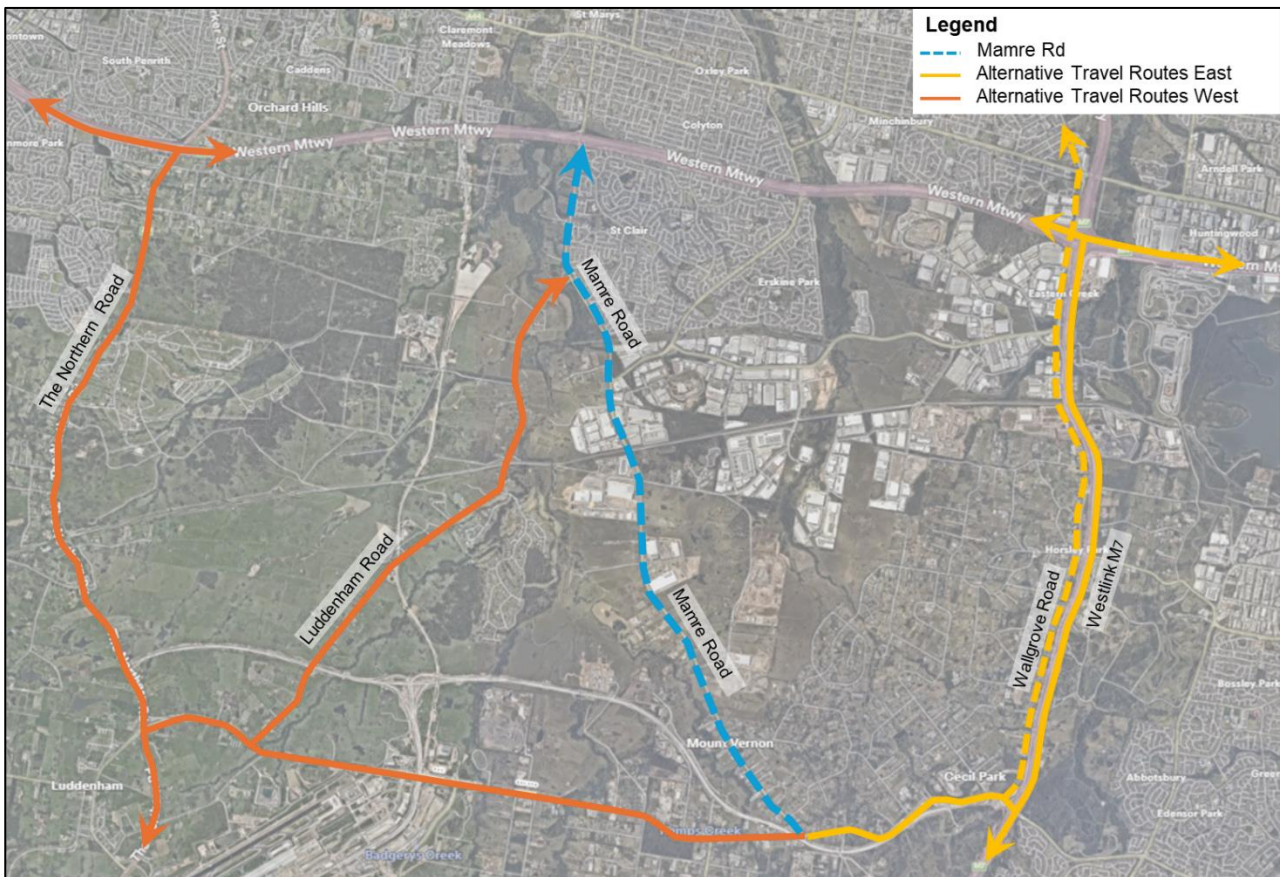 Legend
Mamre Rd
Alternative Travel Routes East
Alternative Travel Routes West
St Marys
Claremont
Meadows
South Penrith
Caddens
Oxley Park
Orchard Hills
Colyton
Minchinbury
Western Mtwy
Western Mtwy
Western Mtwy
Western Mtwy
Arndell Park
Huntingwood
St Clair
Erskine Park
Eastern Creek
The Northern Road
Mamre Road
Luddenham Road
Mamre Road
Horsley Park
Wallgrove Road
Westlink M7
Bossley Park
Mount Vernon
Cecil Park
Abbotsbury
Luddenham
Edensor Park
Badgerys Creek